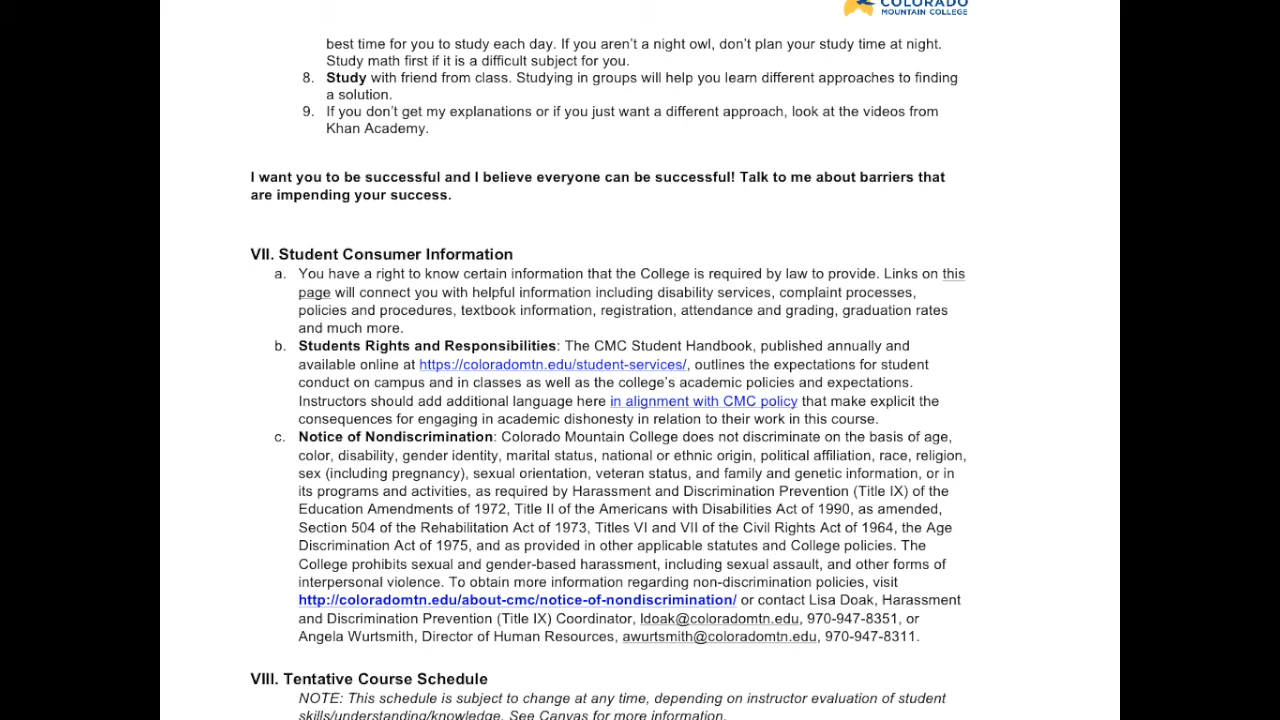 COLORADO
MOUNTAIN COLLEGE
best time for you to study each day. If you aren't a night owl, don't plan your study time at night.
Study math first if it is a difficult subject for you.
8. Study with friend from class. Studying in groups will help you learn different approaches to finding
a solution.
9. If you don't get my explanations or if you just want a different approach, look at the videos from
Khan Academy.
I want you to be successful and I believe everyone can be successful! Talk to me about barriers that
are impending your success.
VII. Student Consumer Information
a. You have a right to know certain information that the College is required by law to provide. Links on this
page will connect you with helpful information including disability services, complaint processes,
policies and procedures, textbook information, registration, attendance and grading, graduation rates
and much more.
b. Students Rights and Responsibilities: The CMC Student Handbook, published annually and
available online at https://coloradomtn.edu/student-services/, outlines the expectations for student
conduct on campus and in classes as well as the college's academic policies and expectations.
Instructors should add additional language here in alignment with CMC policy that make explicit the
consequences for engaging in academic dishonesty in relation to their work in this course.
c. Notice of Nondiscrimination: Colorado Mountain College does not discriminate on the basis of age,
color, disability, gender identity, marital status, national or ethnic origin, political affiliation, race, religion,
sex (including pregnancy), sexual orientation, veteran status, and family and genetic information, or in
its programs and activities, as required by Harassment and Discrimination Prevention (Title IX) of the
Education Amendments of 1972, Title II of the Americans with Disabilities Act of 1990, as amended,
Section 504 of the Rehabilitation Act of 1973, Titles VI and VII of the Civil Rights Act of 1964, the Age
Discrimination Act of 1975, and as provided in other applicable statutes and College policies. The
College prohibits sexual and gender-based harassment, including sexual assault, and other forms of
interpersonal violence. To obtain more information regarding non-discrimination policies, visit
http://coloradomtn.edu/about-cmc/notice-of-nondiscrimination/ or contact Lisa Doak, Harassment
and Discrimination Prevention (Title IX) Coordinator, ldoak@coloradomtn.edu, 970-947-8351, or
Angela Wurtsmith, Director of Human Resources, awurtsmith@coloradomtn.edu, 970-947-8311.
VIII. Tentative Course Schedule
NOTE: This schedule is subject to change at any time, depending on instructor evaluation of student
skills/understanding/knowledge. See Canvas for more information.